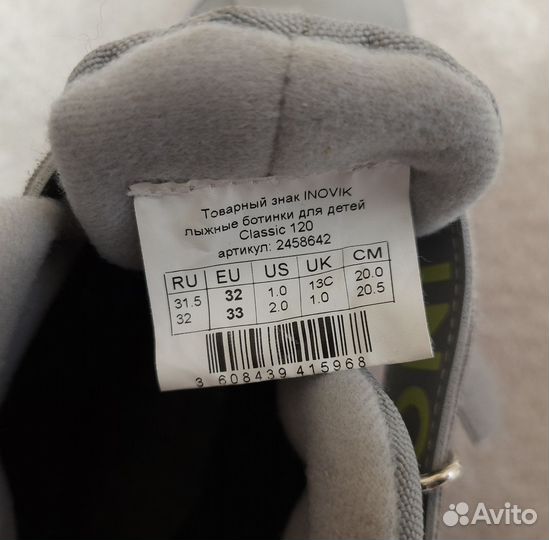 Товарный знак INOVIK
лыжные ботинки для детей
Classic 120
артикул: 2458642
RU EU US UK CM
31.5 32 1.0 13C 20.0
32 33 2.0 1.0 20.5
3 608439 415968
INO
Avito